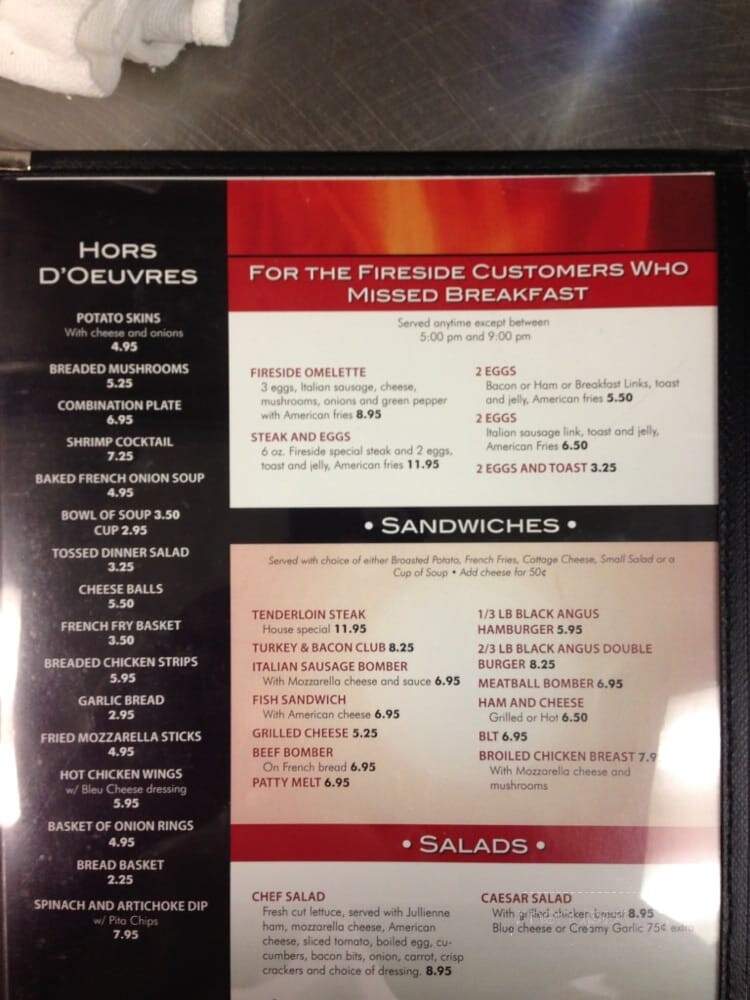 HORS
D'OEUVRES
POTATO SKINS
With cheese and onions
4.95
BREADED MUSHROOMS
5.25
COMBINATION PLATE
6.95
SHRIMP COCKTAIL
7.25
BAKED FRENCH ONION SOUP
4.95
BOWL OF SOUP 3.50
CUP 2.95
TOSSED DINNER SALAD
3.25
CHEESE BALLS
5.50
FRENCH FRY BASKET
3.50
BREADED CHICKEN STRIPS
5.95
GARLIC BREAD
2.95
FRIED MOZZARELLA STICKS
4.95
HOT CHICKEN WINGS
w/ Bleu Cheese dressing
5.95
BASKET OF ONION RINGS
4.95
BREAD BASKET
2.25
SPINACH AND ARTICHOKE DIP
w/ Pita Chips
7.95
FOR THE FIRESIDE CUSTOMERS WHO
MISSED BREAKFAST
Served anytime except between
5:00 pm and 9:00 pm
FIRESIDE OMELETTE
3 eggs, Italian sausage, cheese,
mushrooms, onions and green pepper
with American fries 8.95
STEAK AND EGGS
6 oz. Fireside special steak and 2 eggs,
toast and jelly, American fries 11.95
2 EGGS
Bacon or Ham or Breakfast Links, toast
and jelly, American fries 5.50
2 EGGS
Italian sausage link, toast and jelly,
American Fries 6.50
2 EGGS AND TOAST 3.25
• SANDWICHES •
Served with choice of either Broasted Potato, French Fries, Cottage Cheese, Small Salad or a
Cup of Soup • Add cheese for 50¢
TENDERLOIN STEAK
House special 11.95
TURKEY & BACON CLUB 8.25
ITALIAN SAUSAGE BOMBER
With Mozzarella cheese and sauce 6.95
FISH SANDWICH
With American cheese 6.95
GRILLED CHEESE 5.25
BEEF BOMBER
On French bread 6.95
PATTY MELT 6.95
1/3 LB BLACK ANGUS
HAMBURGER 5.95
2/3 LB BLACK ANGUS DOUBLE
BURGER 8.25
MEATBALL BOMBER 6.95
HAM AND CHEESE
Grilled or Hot 6.50
BLT 6.95
BROILED CHICKEN BREAST 7.9
With Mozzarella cheese and
mushrooms
• SALADS •
CHEF SALAD
Fresh cut lettuce, served with Jullienne
ham, mozzarella cheese, American
cheese, sliced tomato, boiled egg, cu-
cumbers, bacon bits, onion, carrot, crisp
crackers and choice of dressing. 8.95
CAESAR SALAD
With grilled chicken breast 8.95
Blue cheese or Creamy Garlic 75¢ extra